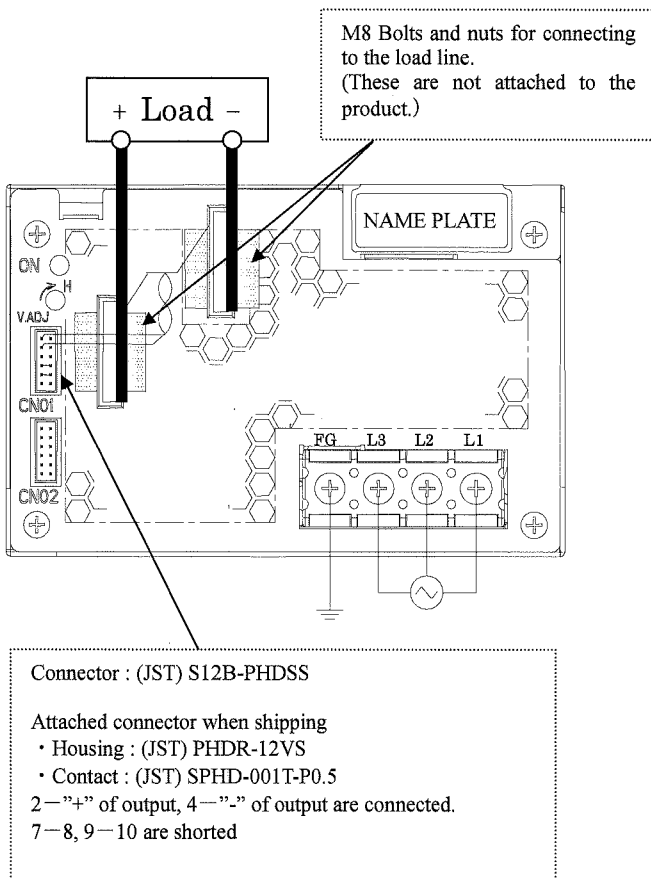 M8 Bolts and nuts for connecting
to the load line.
(These are not attached to the
product.)
+ Load -
NAME PLATE
ON
H
V.ADJ
CN01
CN02
FG L3 L2 L1
Connector : (JST) S12B-PHDSS
Attached connector when shipping
・Housing : (JST) PHDR-12VS
・Contact : (JST) SPHD-001T-P0.5
2－”+” of output, 4－”-” of output are connected.
7－8, 9－10 are shorted